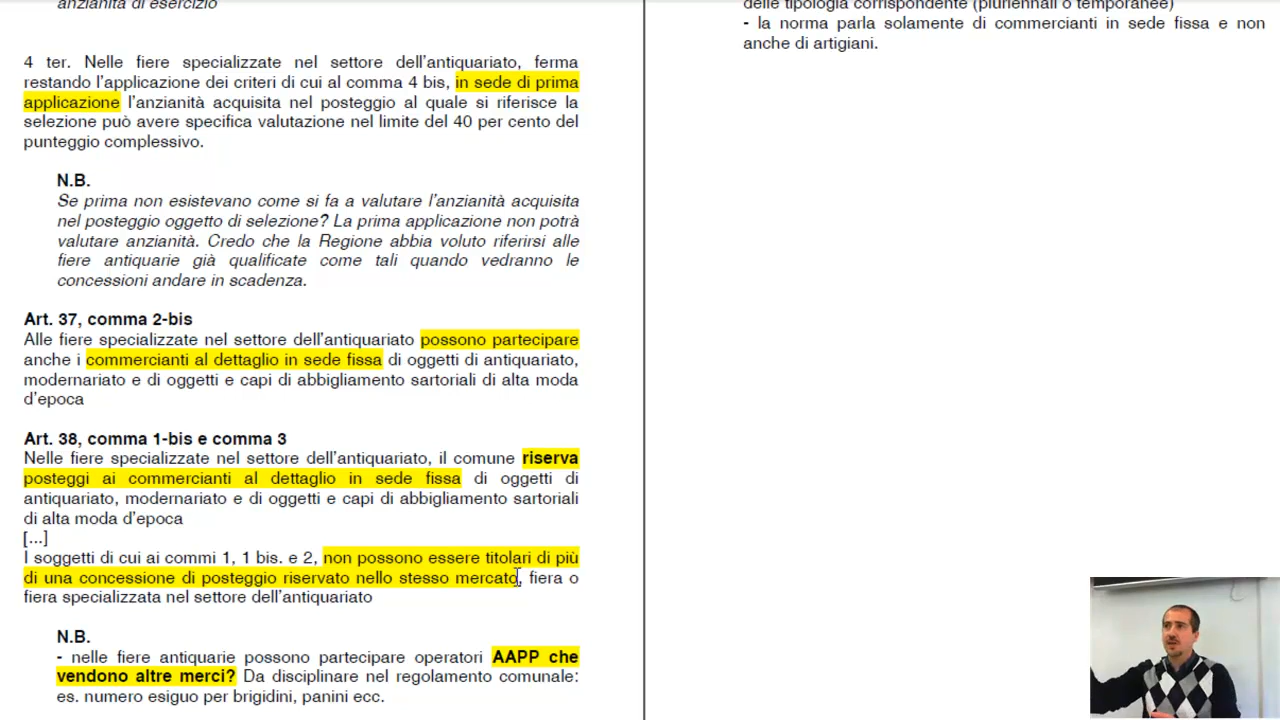 anzianità di esercizio
4 ter. Nelle fiere specializzate nel settore dell'antiquariato, ferma
restando l'applicazione dei criteri di cui al comma 4 bis, in sede di prima
applicazione l'anzianità acquisita nel posteggio al quale si riferisce la
selezione può avere specifica valutazione nel limite del 40 per cento del
punteggio complessivo.
N.B.
Se prima non esistevano come si fa a valutare l'anzianità acquisita
nel posteggio oggetto di selezione? La prima applicazione non potrà
valutare anzianità. Credo che la Regione abbia voluto riferirsi alle
fiere antiquarie già qualificate come tali quando vedranno le
concessioni andare in scadenza.
Art. 37, comma 2-bis
Alle fiere specializzate nel settore dell'antiquariato possono partecipare
anche i commercianti al dettaglio in sede fissa di oggetti di antiquariato,
modernariato e di oggetti e capi di abbigliamento sartoriali di alta moda
d'epoca
Art. 38, comma 1-bis e comma 3
Nelle fiere specializzate nel settore dell'antiquariato, il comune riserva
posteggi ai commercianti al dettaglio in sede fissa di oggetti di
antiquariato, modernariato e di oggetti e capi di abbigliamento sartoriali
di alta moda d'epoca
[...]
I soggetti di cui ai commi 1, 1 bis. e 2, non possono essere titolari di più
di una concessione di posteggio riservato nello stesso mercato, fiera o
fiera specializzata nel settore dell'antiquariato
N.B.
- nelle fiere antiquarie possono partecipare operatori AAPP che
vendono altre merci? Da disciplinare nel regolamento comunale:
es. numero esiguo per brigidini, panini ecc.
delle tipologia corrispondente (pluriennali o temporanee)
- la norma parla solamente di commercianti in sede fissa e non
anche di artigiani.